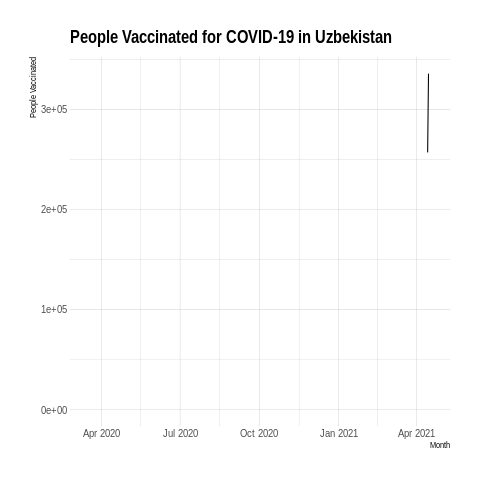 People Vaccinated for COVID-19 in Uzbekistan
People Vaccinated
3e+05
2e+05
1e+05
0e+00
Apr 2020 Jul 2020 Oct 2020 Jan 2021 Apr 2021
Month